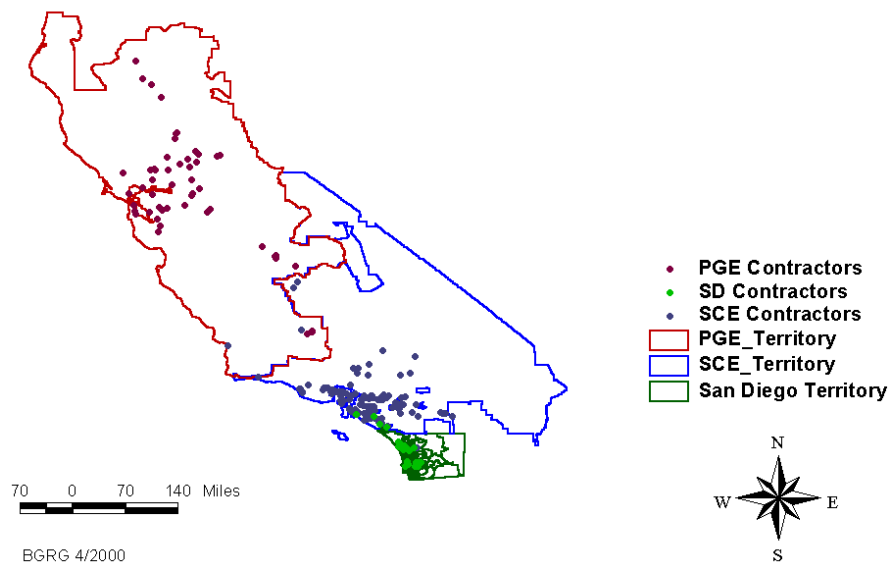 PGE Contractors
SD Contractors
SCE Contractors
PGE_Territory
SCE_Territory
San Diego Territory
70 0 70 140 Miles
N
W E
S
BGRG 4/2000